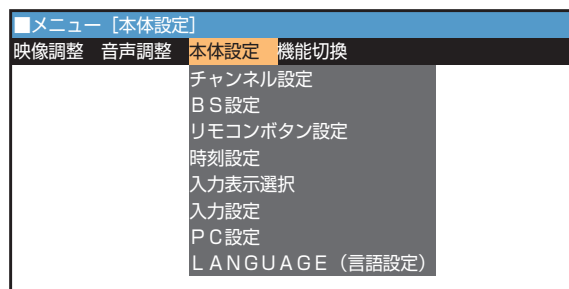 ■メニュー［本体設定］
映像調整 音声調整 本体設定 機能切換
チャンネル設定
ＢＳ設定
リモコンボタン設定
時刻設定
入力表示選択
入力設定
ＰＣ設定
ＬＡＮＧＵＡＧＥ（言語設定）